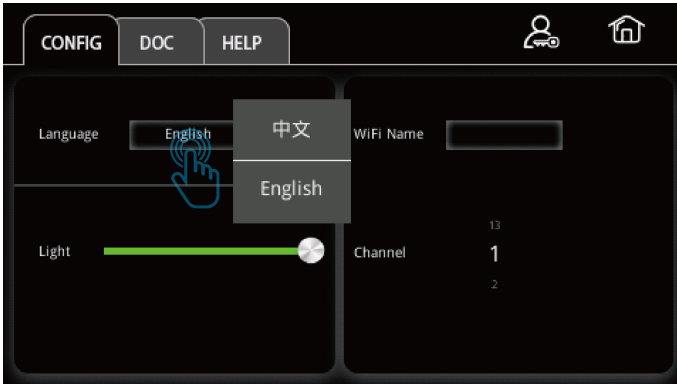 CONFIG DOC HELP
Language English
中文
English
WiFi Name
Light
Channel
13
1
2